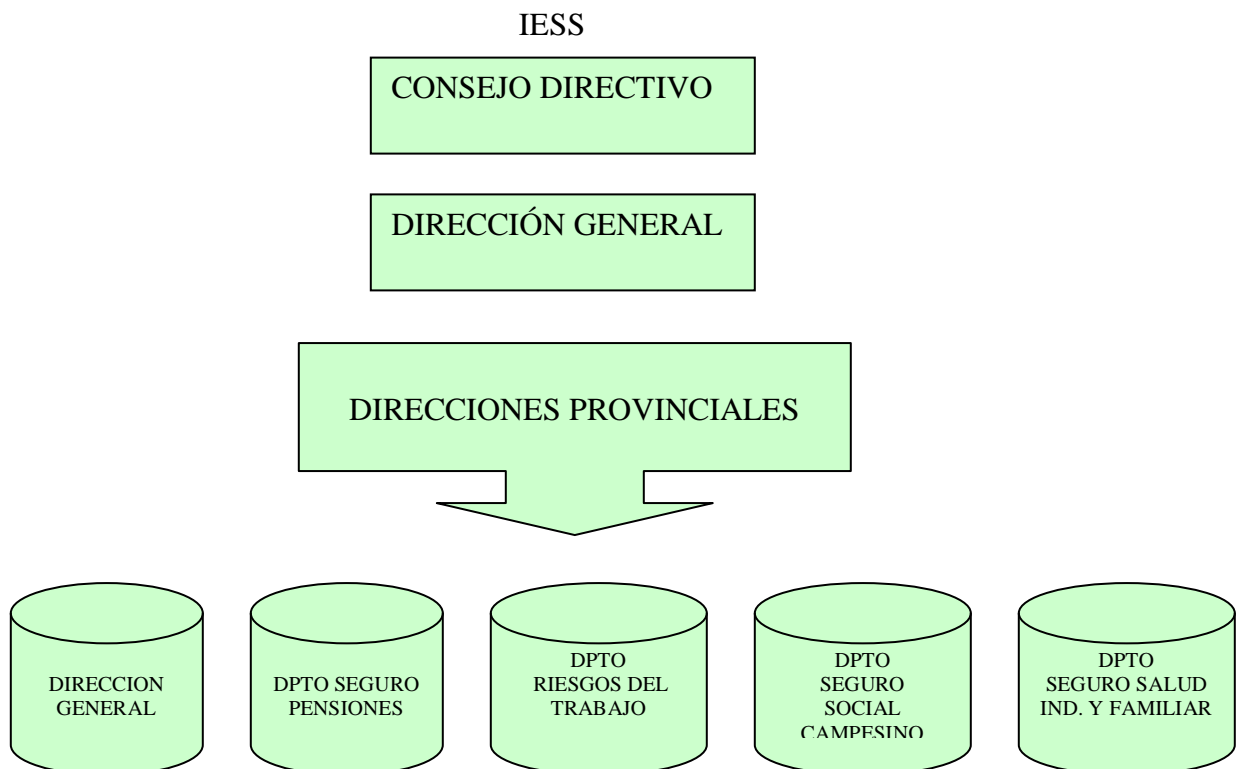 IESS
CONSEJO DIRECTIVO
DIRECCIÓN GENERAL
DIRECCIONES PROVINCIALES
DIRECCION
GENERAL
DPTO SEGURO
PENSIONES
DPTO
RIESGOS DEL
TRABAJO
DPTO
SEGURO
SOCIAL
CAMPESINO
DPTO
SEGURO SALUD
IND. Y FAMILIAR